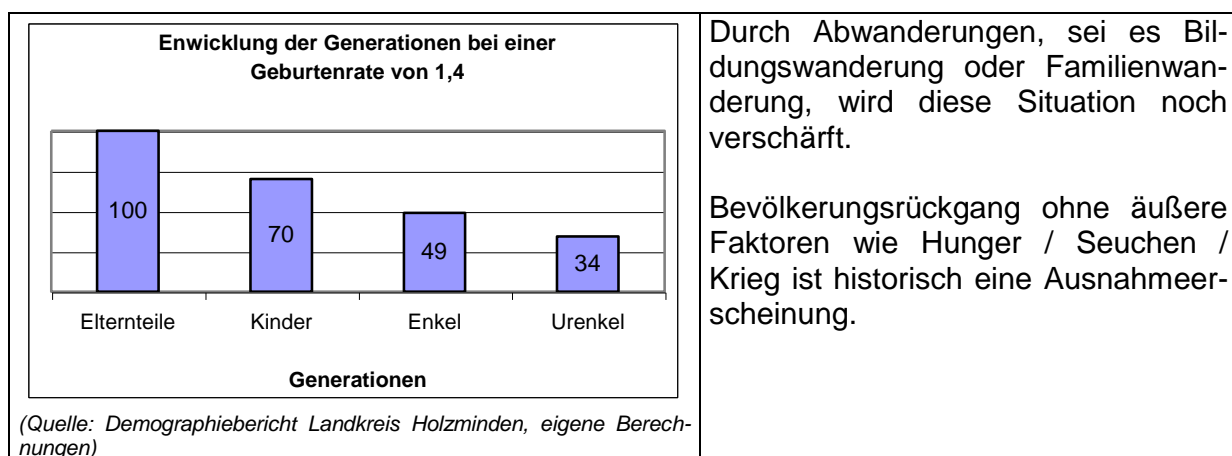 Enwicklung der Generationen bei einer
Geburtenrate von 1,4
100
70
49
34
Elternteile Kinder Enkel Urenkel
Generationen
(Quelle: Demographiebericht Landkreis Holzminden, eigene Berech-
nungen)
Durch Abwanderungen, sei es Bil-
dungswanderung oder Familienwan-
derung, wird diese Situation noch
verschärft.
Bevölkerungsrückgang ohne äußere
Faktoren wie Hunger / Seuchen /
Krieg ist historisch eine Ausnahmeer-
scheinung.